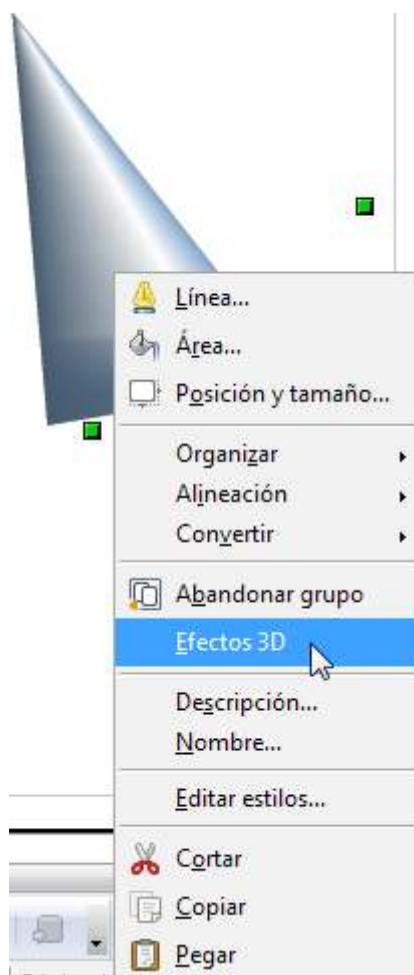 Línea...
Área...
Posición y tamaño...
Organizar
Alineación
Convertir
Abandonar grupo
Efectos 3D
Descripción...
Nombre...
Editar estilos...
Cortar
Copiar
Pegar